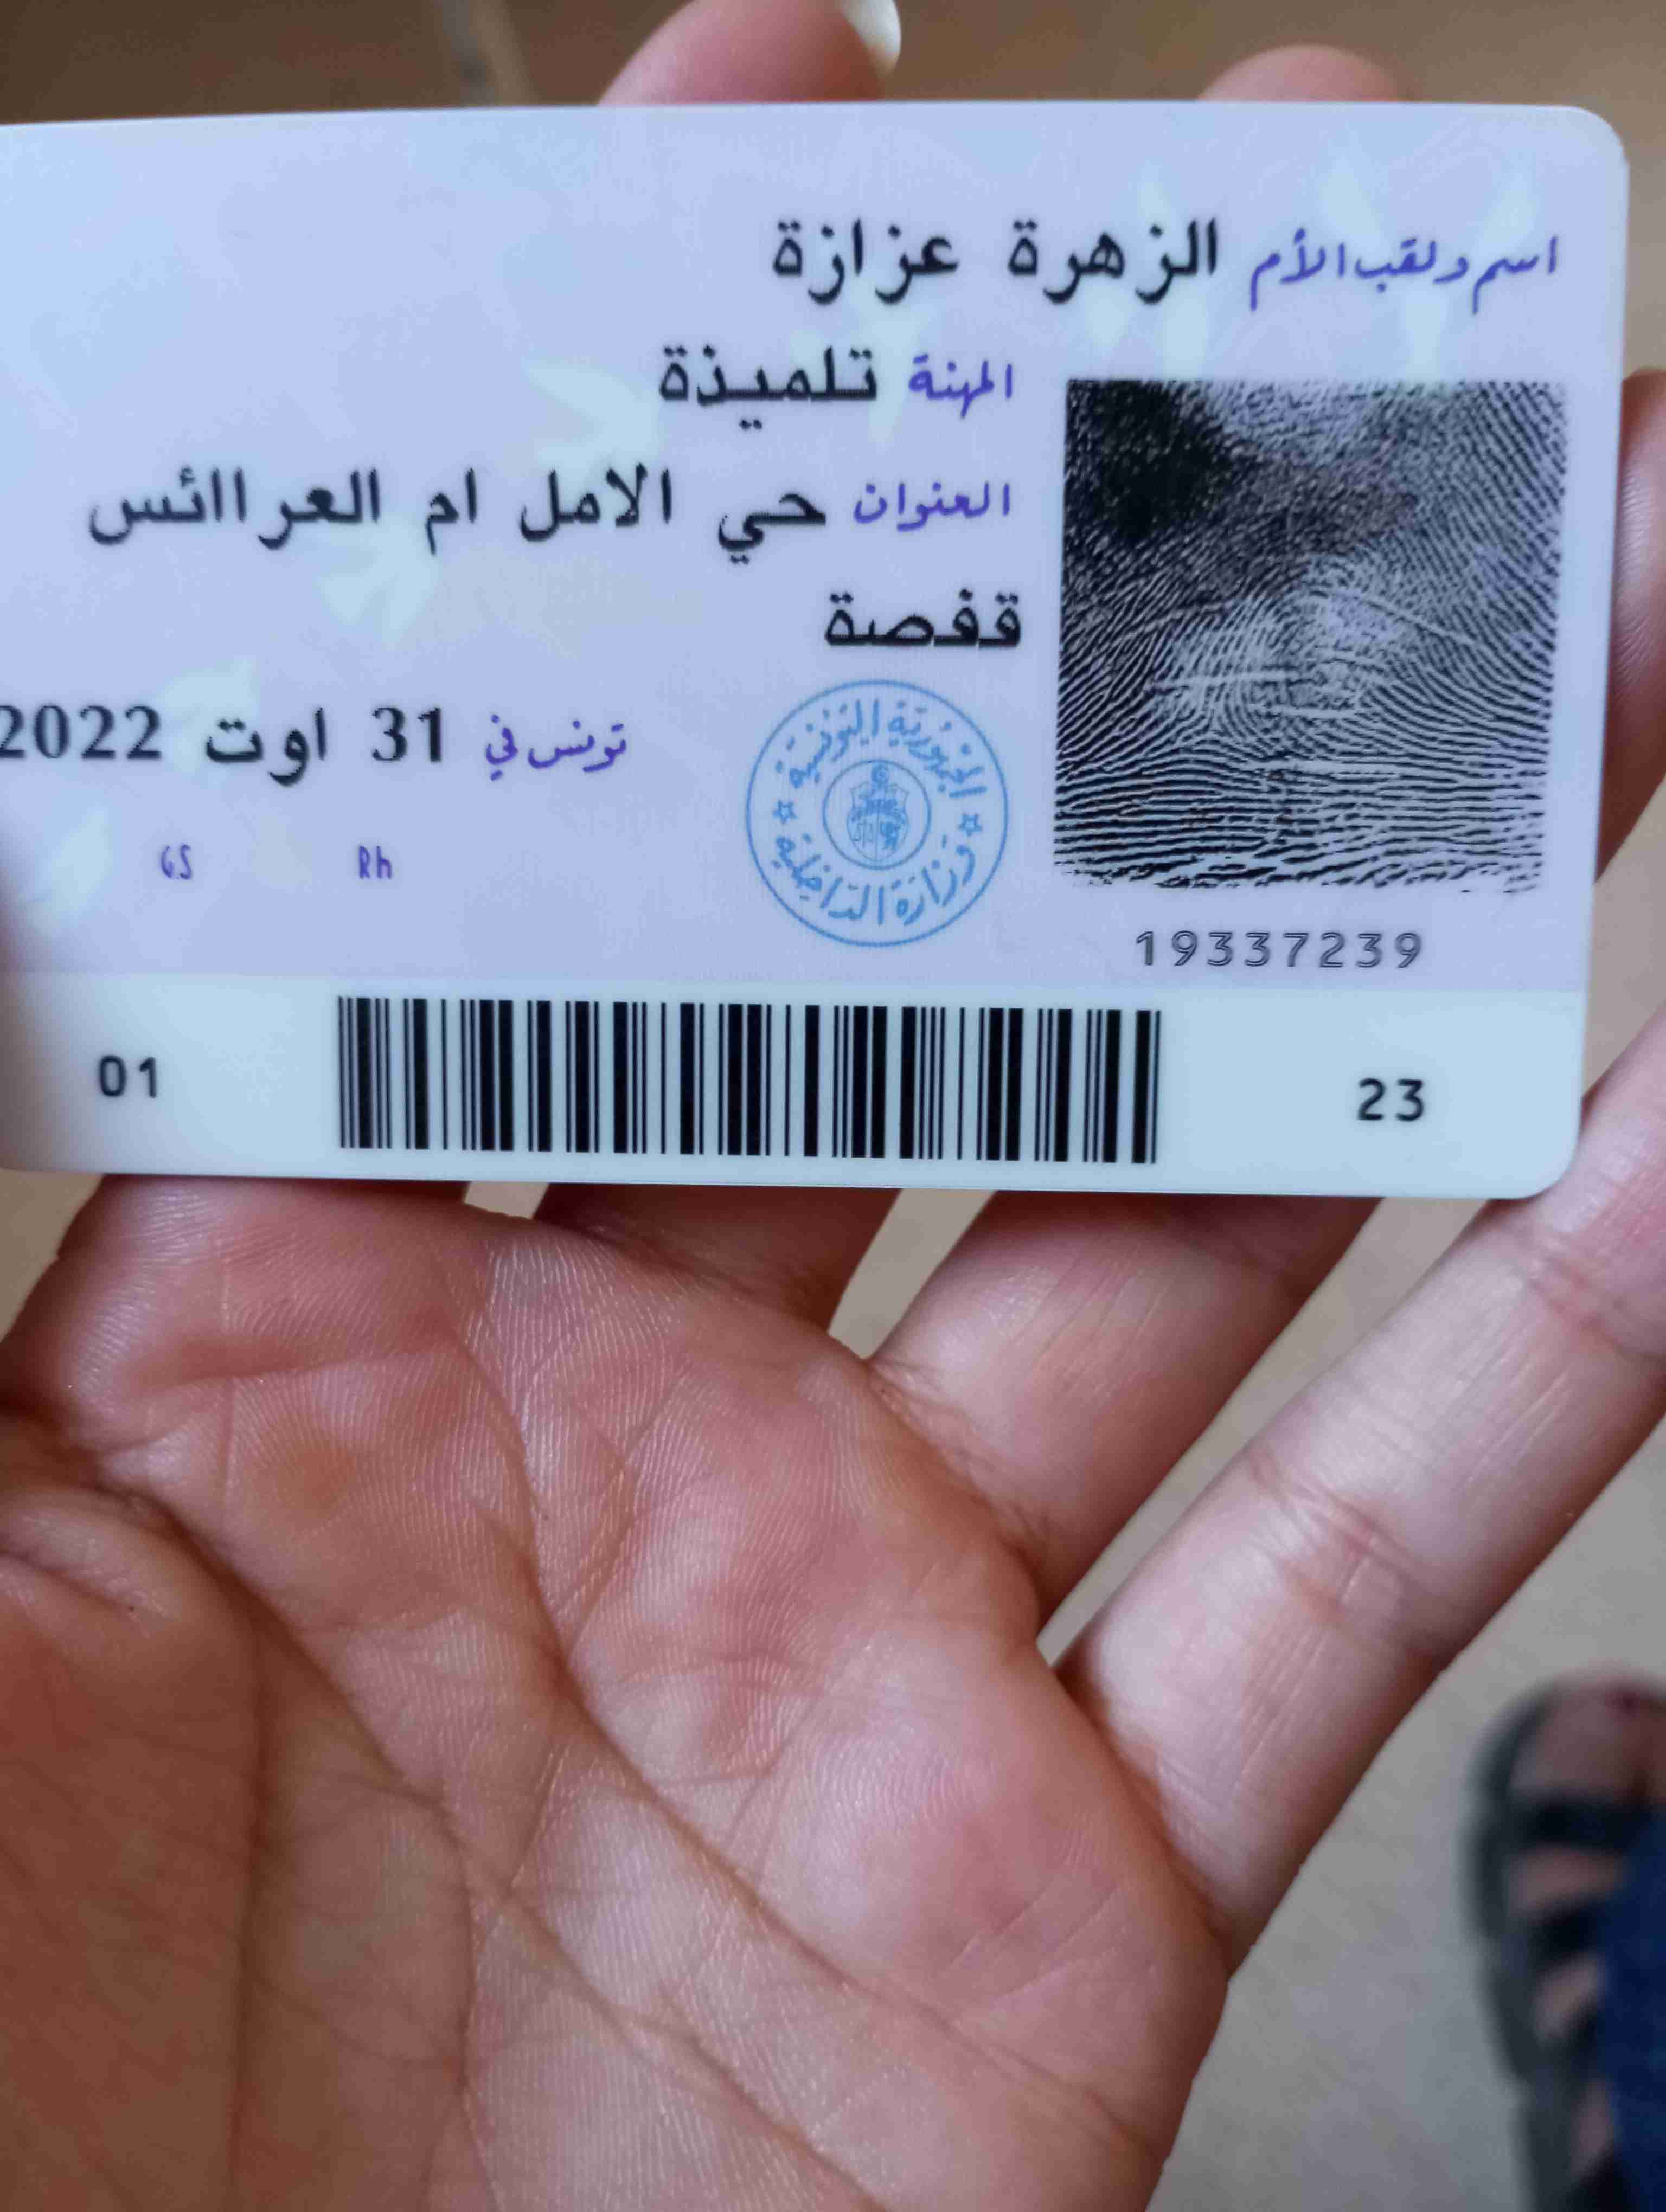 اسم ولقب الأم الزهرة عزازة
المهنة تلميذة
العنوان حي الامل ام العراائس
قفصة
تونس في 31 اوت 2022
الجمهورية التونسية
وزارة الداخلية
Rh GS
19337239
01 23